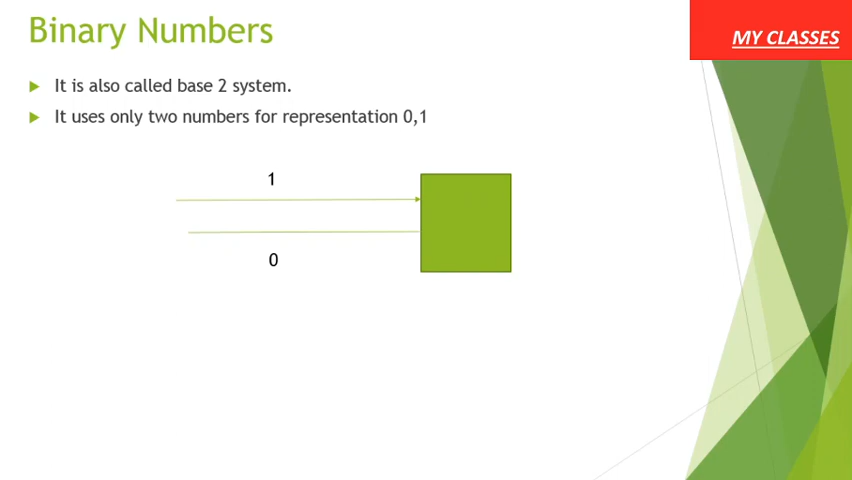 Binary Numbers
MY CLASSES
It is also called base 2 system.
It uses only two numbers for representation 0,1
1
0